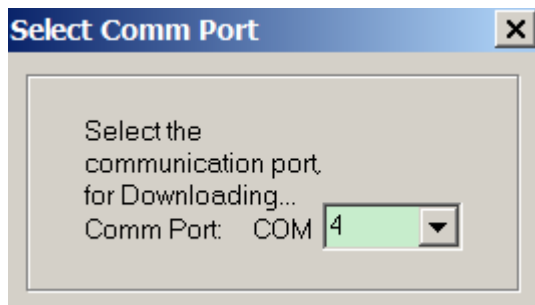 Select Comm Port
Select the
communication port,
for Downloading...
Comm Port: COM 4